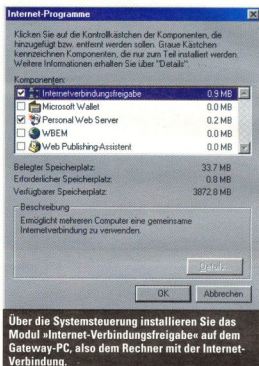 Internet-Programme
Klicken Sie auf die Kontrollkästchen der Komponenten, die
hinzugefügt bzw. entfernt werden sollen. Graue Kästchen
kennzeichnen Komponenten, die nur zum Teil installiert werden.
Weitere Informationen erhalten Sie über "Details".
Komponenten:
Internetverbindungsfreigabe 0.9 MB
Microsoft Wallet 0.0 MB
Personal Web Server 0.2 MB
WBEM 0.0 MB
Web Publishing-Assistent 0.0 MB
Belegter Speicherplatz: 33.7 MB
Erforderlicher Speicherplatz: 0.8 MB
Verfügbarer Speicherplatz: 3872.8 MB
Beschreibung
Ermöglicht mehreren Computer eine gemeinsame
Internetverbindung zu verwenden.
Details...
OK Abbrechen
Über die Systemsteuerung installieren Sie das
Modul »Internet-Verbindungsfreigabe« auf dem
Gateway-PC, also dem Rechner mit der Internet-
Verbindung.